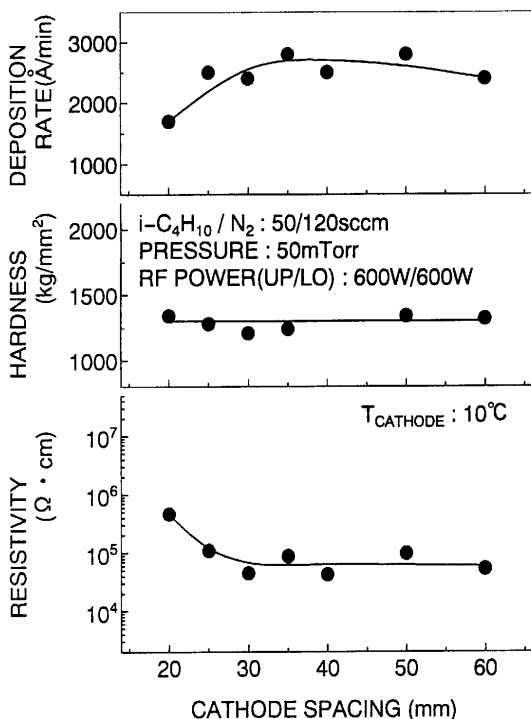 DEPOSITION
RATE(Å/min)
3000
2000
1000
HARDNESS
(kg/mm²)
2000
1500
1000
i–C₄H₁₀ / N₂ : 50/120sccm
PRESSURE : 50mTorr
RF POWER(UP/LO) : 600W/600W
RESISTIVITY
(Ω・cm)
10⁷
10⁶
10⁵
10⁴
T_CATHODE : 10℃
20 30 40 50 60
CATHODE SPACING (mm)